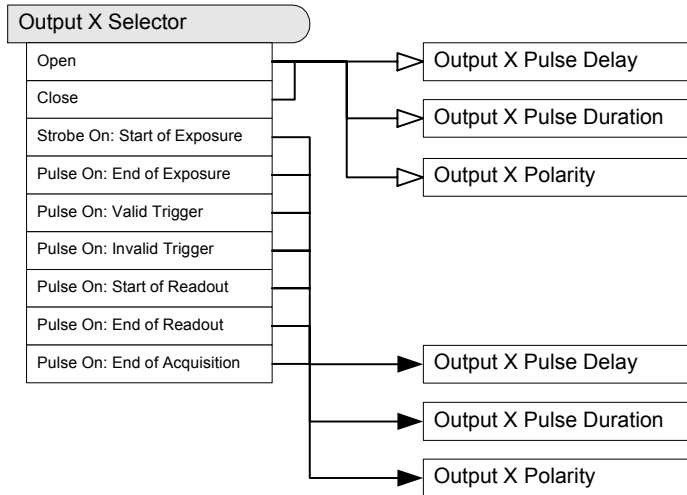 Output X Selector
Open
Close
Strobe On: Start of Exposure
Pulse On: End of Exposure
Pulse On: Valid Trigger
Pulse On: Invalid Trigger
Pulse On: Start of Readout
Pulse On: End of Readout
Pulse On: End of Acquisition
Output X Pulse Delay
Output X Pulse Duration
Output X Polarity
Output X Pulse Delay
Output X Pulse Duration
Output X Polarity